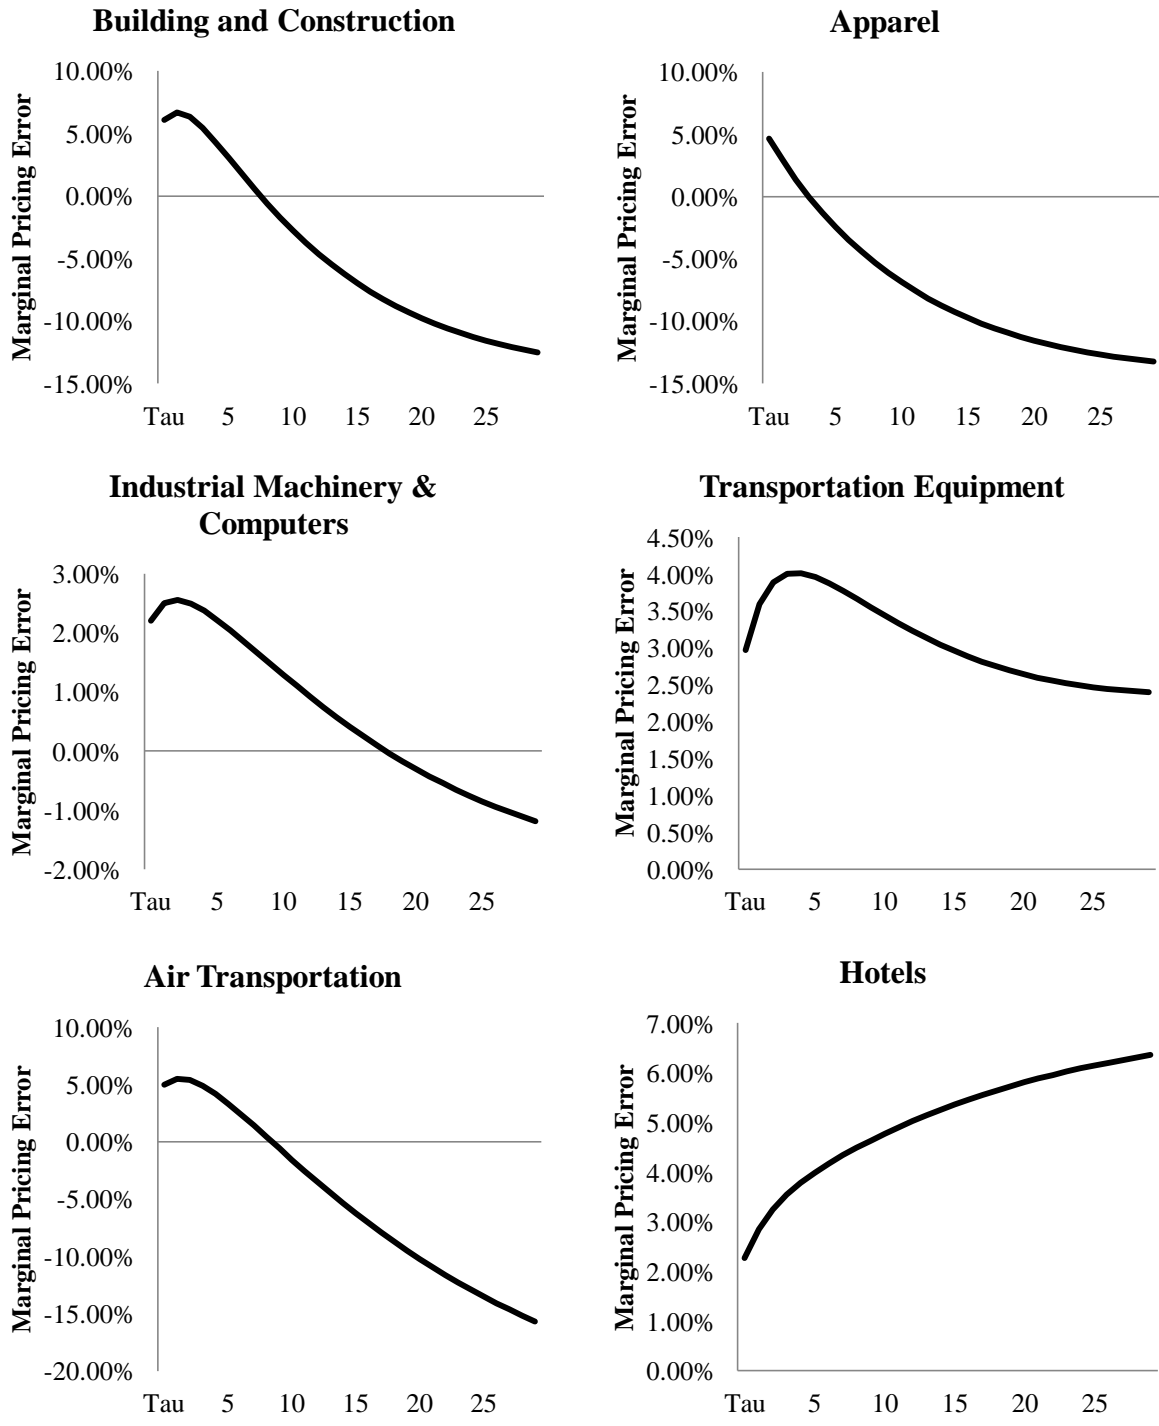 Building and Construction
Marginal Pricing Error
10.00%
5.00%
0.00%
-5.00%
-10.00%
-15.00%
Tau 5 10 15 20 25
Apparel
Marginal Pricing Error
10.00%
5.00%
0.00%
-5.00%
-10.00%
-15.00%
Tau 5 10 15 20 25
Industrial Machinery &
Computers
Marginal Pricing Error
3.00%
2.00%
1.00%
0.00%
-1.00%
-2.00%
Tau 5 10 15 20 25
Transportation Equipment
Marginal Pricing Error
4.50%
4.00%
3.50%
3.00%
2.50%
2.00%
1.50%
1.00%
0.50%
0.00%
Tau 5 10 15 20 25
Air Transportation
Marginal Pricing Error
10.00%
5.00%
0.00%
-5.00%
-10.00%
-15.00%
-20.00%
Tau 5 10 15 20 25
Hotels
Marginal Pricing Error
7.00%
6.00%
5.00%
4.00%
3.00%
2.00%
1.00%
0.00%
Tau 5 10 15 20 25